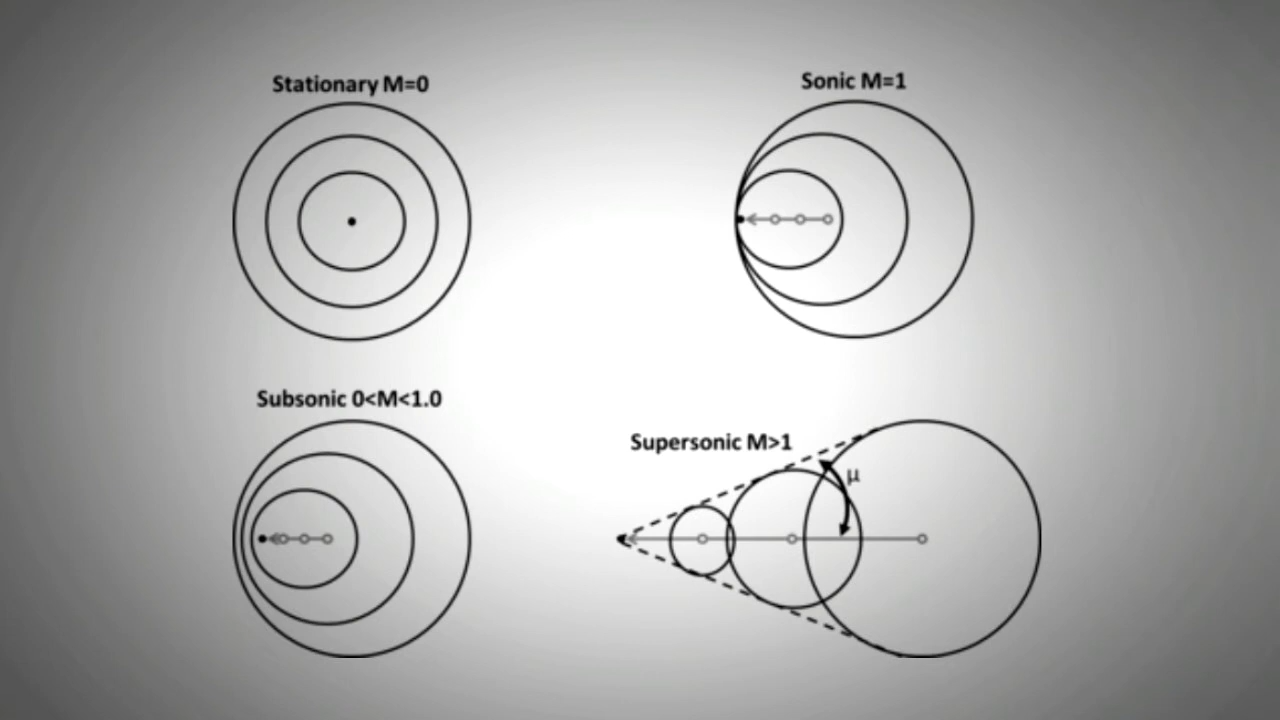 Stationary M=0
Sonic M=1
Subsonic 0<M<1.0
Supersonic M>1
μ